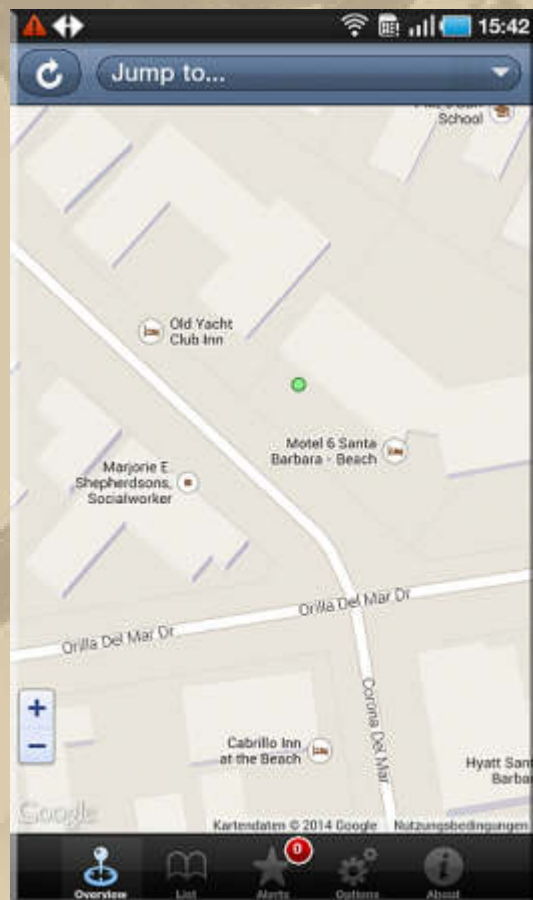 15:42
Jump to...
School
Old Yacht
Club Inn
Motel 6 Santa
Barbara - Beach
Marjorie E
Shepherdsons,
Socialworker
Orilla Del Mar Dr
Orilla Del Mar Dr
Corona Del Mar
Cabrillo Inn
at the Beach
Hyatt Sant
Barba
Google
Kartendaten © 2014 Google Nutzungsbedingungen
0
Overview
List
Alerts
Options
About